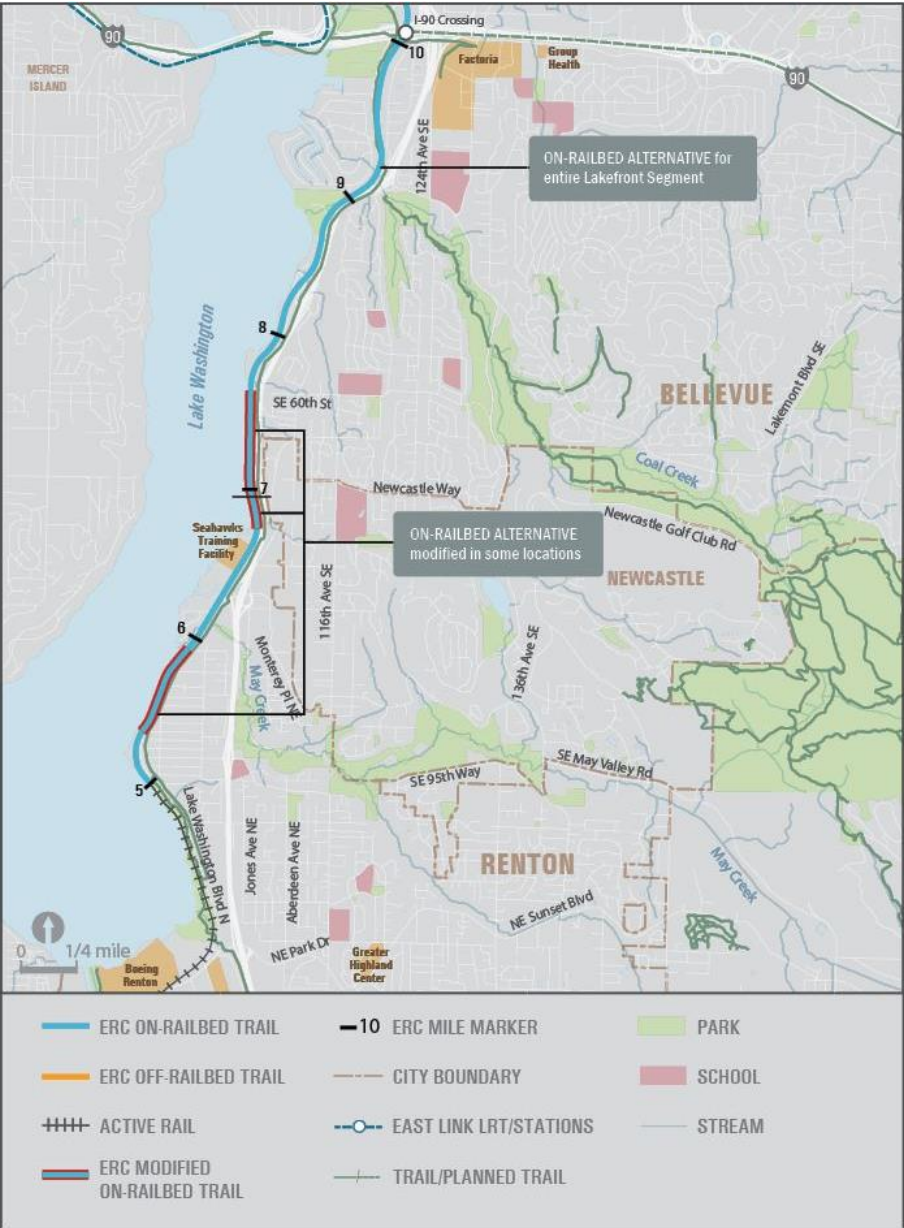 I-90 Crossing
90
10
Factoria
Group
Health
MERCER
ISLAND
90
124th Ave SE
ON-RAILBED ALTERNATIVE for
entire Lakefront Segment
9
Lake Washington
8
BELLEVUE
Lakemont Blvd SE
SE 60th St
Coal Creek
7
Newcastle Way
Newcastle Golf Club Rd
Seahawks
Training
Facility
ON-RAILBED ALTERNATIVE
modified in some locations
NEWCASTLE
116th Ave SE
6
136th Ave SE
Monterey Pl NE
May Creek
SE May Valley Rd
SE 95th Way
5
Lake Washington Blvd N
Jones Ave NE
Aberdeen Ave NE
RENTON
May Creek
NE Sunset Blvd
0 1/4 mile
NE Park Dr
Boeing
Renton
Greater
Highland
Center
ERC ON-RAILBED TRAIL
10 ERC MILE MARKER
PARK
ERC OFF-RAILBED TRAIL
CITY BOUNDARY
SCHOOL
ACTIVE RAIL
EAST LINK LRT/STATIONS
STREAM
ERC MODIFIED
ON-RAILBED TRAIL
TRAIL/PLANNED TRAIL